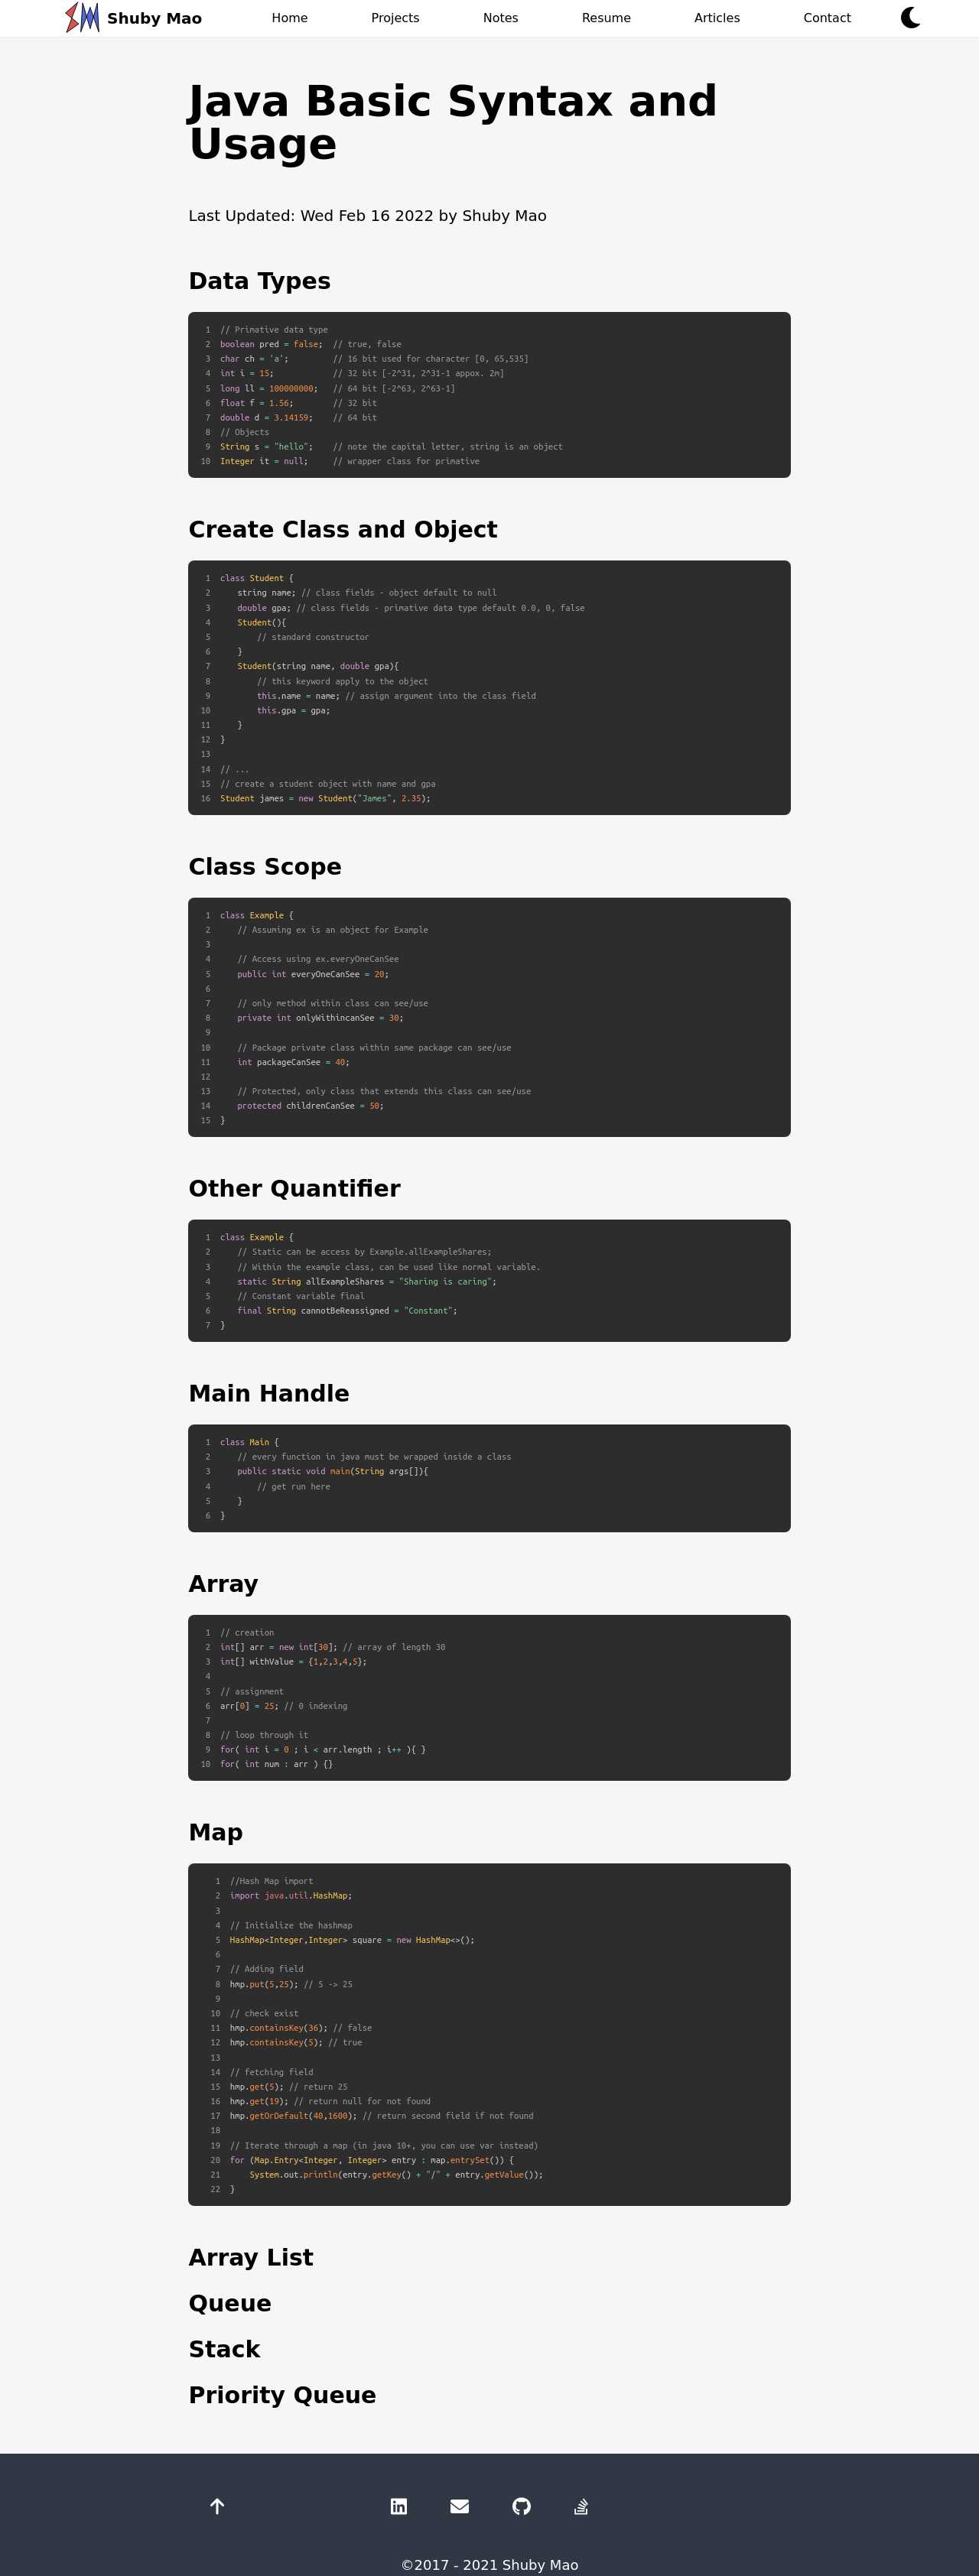 Shuby Mao Home Projects Notes Resume Articles Contact
Java Basic Syntax and
Usage
Last Updated: Wed Feb 16 2022 by Shuby Mao
Data Types
1 // Primative data type
2 boolean pred = false;  // true, false
3 char ch = 'a';         // 16 bit used for character [0, 65,535]
4 int i = 15;            // 32 bit [-2^31, 2^31-1 appox. 2m]
5 long ll = 100000000;   // 64 bit [-2^63, 2^63-1]
6 float f = 1.56;        // 32 bit
7 double d = 3.14159;    // 64 bit
8 // Objects
9 String s = "hello";    // note the capital letter, string is an object
10 Integer it = null;     // wrapper class for primative
Create Class and Object
1 class Student {
2     string name; // class fields - object default to null
3     double gpa; // class fields - primative data type default 0.0, 0, false
4     Student(){
5         // standard constructor
6     }
7     Student(string name, double gpa){
8         // this keyword apply to the object
9         this.name = name; // assign argument into the class field
10         this.gpa = gpa;
11     }
12 }
13
14 // ...
15 // create a student object with name and gpa
16 Student james = new Student("James", 2.35);
Class Scope
1 class Example {
2     // Assuming ex is an object for Example
3
4     // Access using ex.everyOneCanSee
5     public int everyOneCanSee = 20;
6
7     // only method within class can see/use
8     private int onlyWithincanSee = 30;
9
10     // Package private class within same package can see/use
11     int packageCanSee = 40;
12
13     // Protected, only class that extends this class can see/use
14     protected childrenCanSee = 50;
15 }
Other Quantifier
1 class Example {
2     // Static can be access by Example.allExampleShares;
3     // Within the example class, can be used like normal variable.
4     static String allExampleShares = "Sharing is caring";
5     // Constant variable final
6     final String cannotBeReassigned = "Constant";
7 }
Main Handle
1 class Main {
2     // every function in java must be wrapped inside a class
3     public static void main(String args[]){
4         // get run here
5     }
6 }
Array
1 // creation
2 int[] arr = new int[30]; // array of length 30
3 int[] withValue = {1,2,3,4,5};
4
5 // assignment
6 arr[0] = 25; // 0 indexing
7
8 // loop through it
9 for( int i = 0 ; i < arr.length ; i++ ){ }
10 for( int num : arr ) {}
Map
1 //Hash Map import
2 import java.util.HashMap;
3
4 // Initialize the hashmap
5 HashMap<Integer,Integer> square = new HashMap<>();
6
7 // Adding field
8 hmp.put(5,25); // 5 -> 25
9
10 // check exist
11 hmp.containsKey(36); // false
12 hmp.containsKey(5); // true
13
14 // fetching field
15 hmp.get(5); // return 25
16 hmp.get(19); // return null for not found
17 hmp.getOrDefault(40,1600); // return second field if not found
18
19 // Iterate through a map (in java 10+, you can use var instead)
20 for (Map.Entry<Integer, Integer> entry : map.entrySet()) {
21     System.out.println(entry.getKey() + "/" + entry.getValue());
22 }
Array List
Queue
Stack
Priority Queue
©2017 - 2021 Shuby Mao